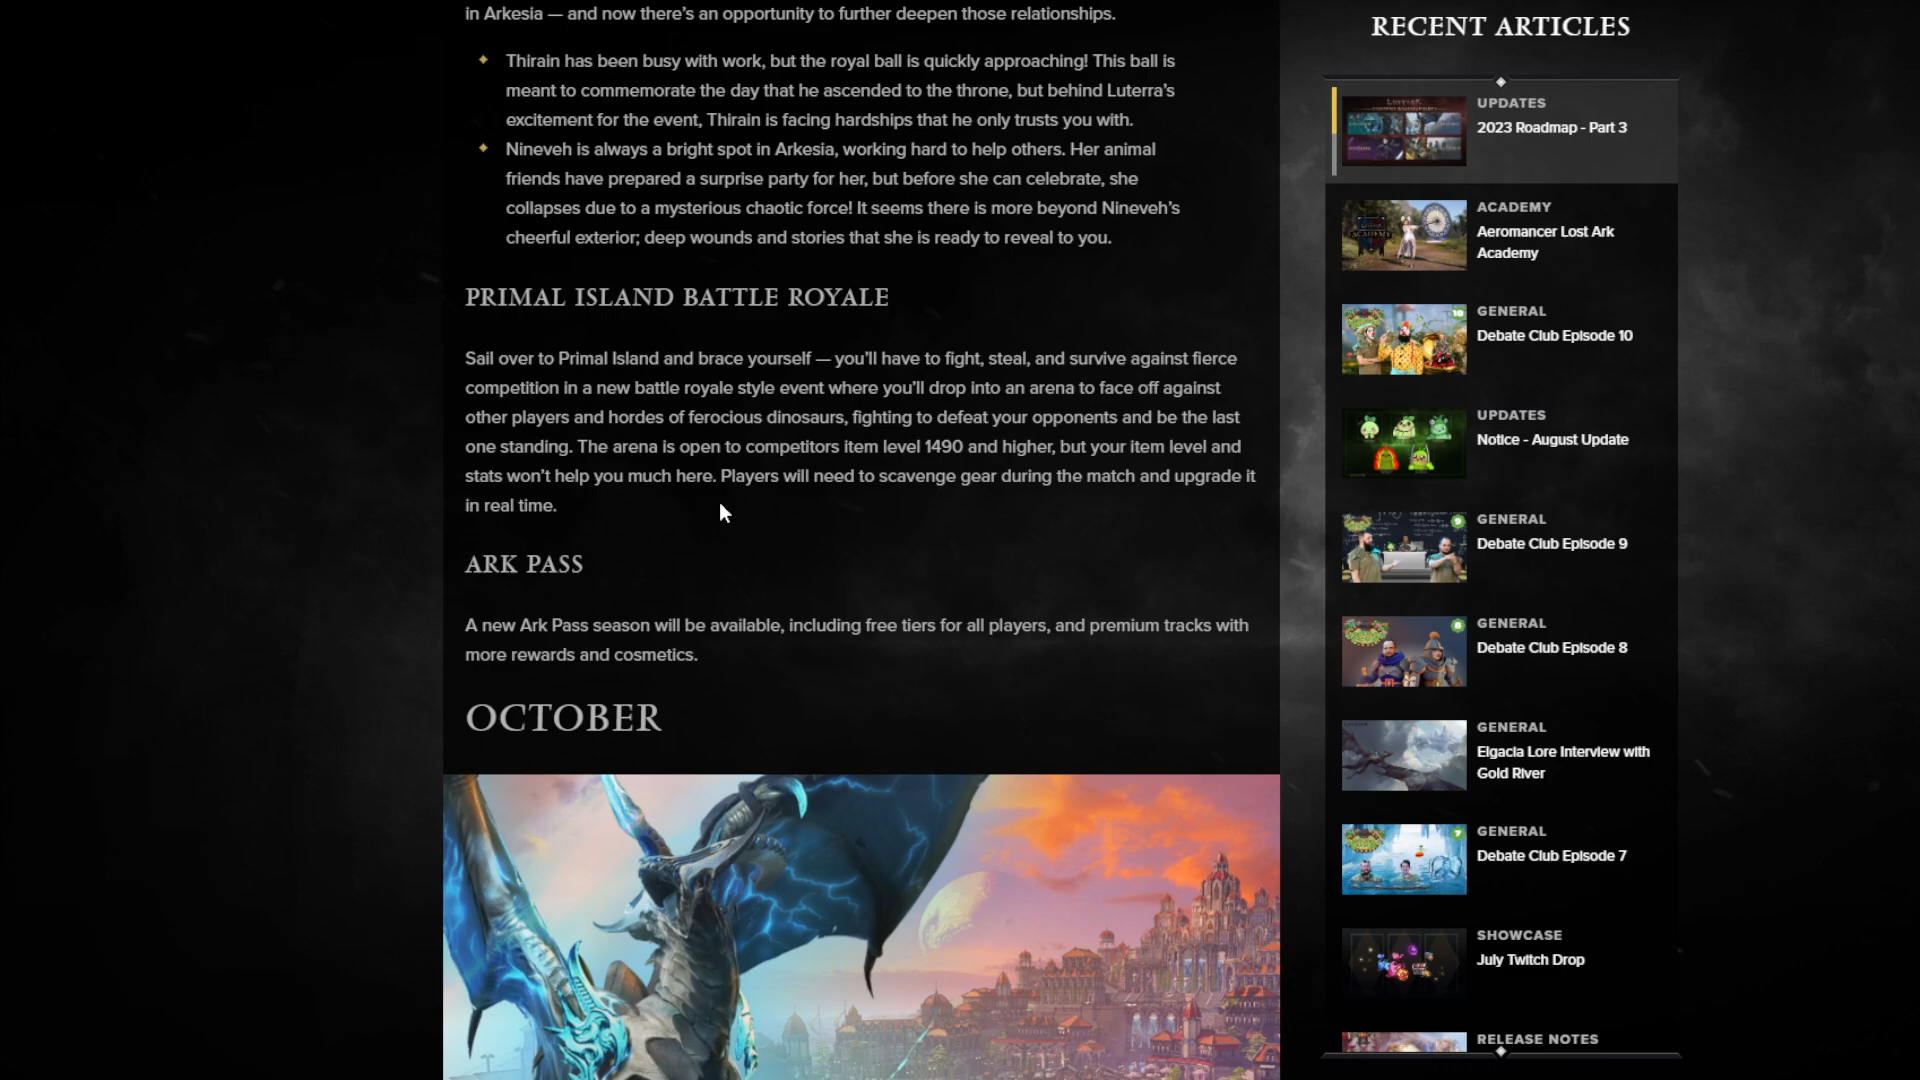 in Arkesia — and now there's an opportunity to further deepen those relationships.
Thirain has been busy with work, but the royal ball is quickly approaching! This ball is
meant to commemorate the day that he ascended to the throne, but behind Luterra's
excitement for the event, Thirain is facing hardships that he only trusts you with.
Nineveh is always a bright spot in Arkesia, working hard to help others. Her animal
friends have prepared a surprise party for her, but before she can celebrate, she
collapses due to a mysterious chaotic force! It seems there is more beyond Nineveh's
cheerful exterior; deep wounds and stories that she is ready to reveal to you.
PRIMAL ISLAND BATTLE ROYALE
Sail over to Primal Island and brace yourself — you'll have to fight, steal, and survive against fierce
competition in a new battle royale style event where you'll drop into an arena to face off against
other players and hordes of ferocious dinosaurs, fighting to defeat your opponents and be the last
one standing. The arena is open to competitors item level 1490 and higher, but your item level and
stats won't help you much here. Players will need to scavenge gear during the match and upgrade it
in real time.
ARK PASS
A new Ark Pass season will be available, including free tiers for all players, and premium tracks with
more rewards and cosmetics.
OCTOBER
RECENT ARTICLES
UPDATES
2023 Roadmap - Part 3
ACADEMY
Aeromancer Lost Ark
Academy
GENERAL
Debate Club Episode 10
UPDATES
Notice - August Update
GENERAL
Debate Club Episode 9
GENERAL
Debate Club Episode 8
GENERAL
Elgacia Lore Interview with
Gold River
GENERAL
Debate Club Episode 7
SHOWCASE
July Twitch Drop
RELEASE NOTES